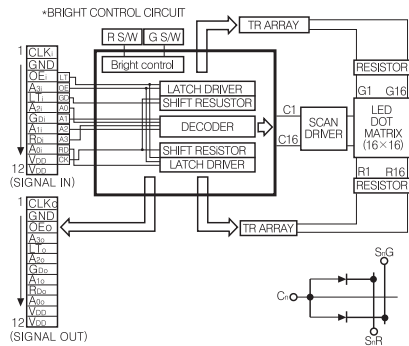 *BRIGHT CONTROL CIRCUIT
R S/W G S/W
Bright control
TR ARRAY
RESISTOR
G1 G16
LED
DOT
MATRIX
(16×16)
R1 R16
RESISTOR
TR ARRAY
C1
C16
SCAN
DRIVER
LATCH DRIVER
SHIFT RESUSTOR
DECODER
SHIFT RESISTOR
LATCH DRIVER
1 CLKi
GND
OEi LT
A3i OE
LTi GD
A2i A0
GDi A1
A1i A2
RDi A3
A0i RD
VDD CK
12 VDD
(SIGNAL IN)
1 CLKo
GND
OEo
A3o
LTo
A2o
GDo
A1o
RDo
A0o
VDD
12 VDD
(SIGNAL OUT)
SnG
Cn
SnR